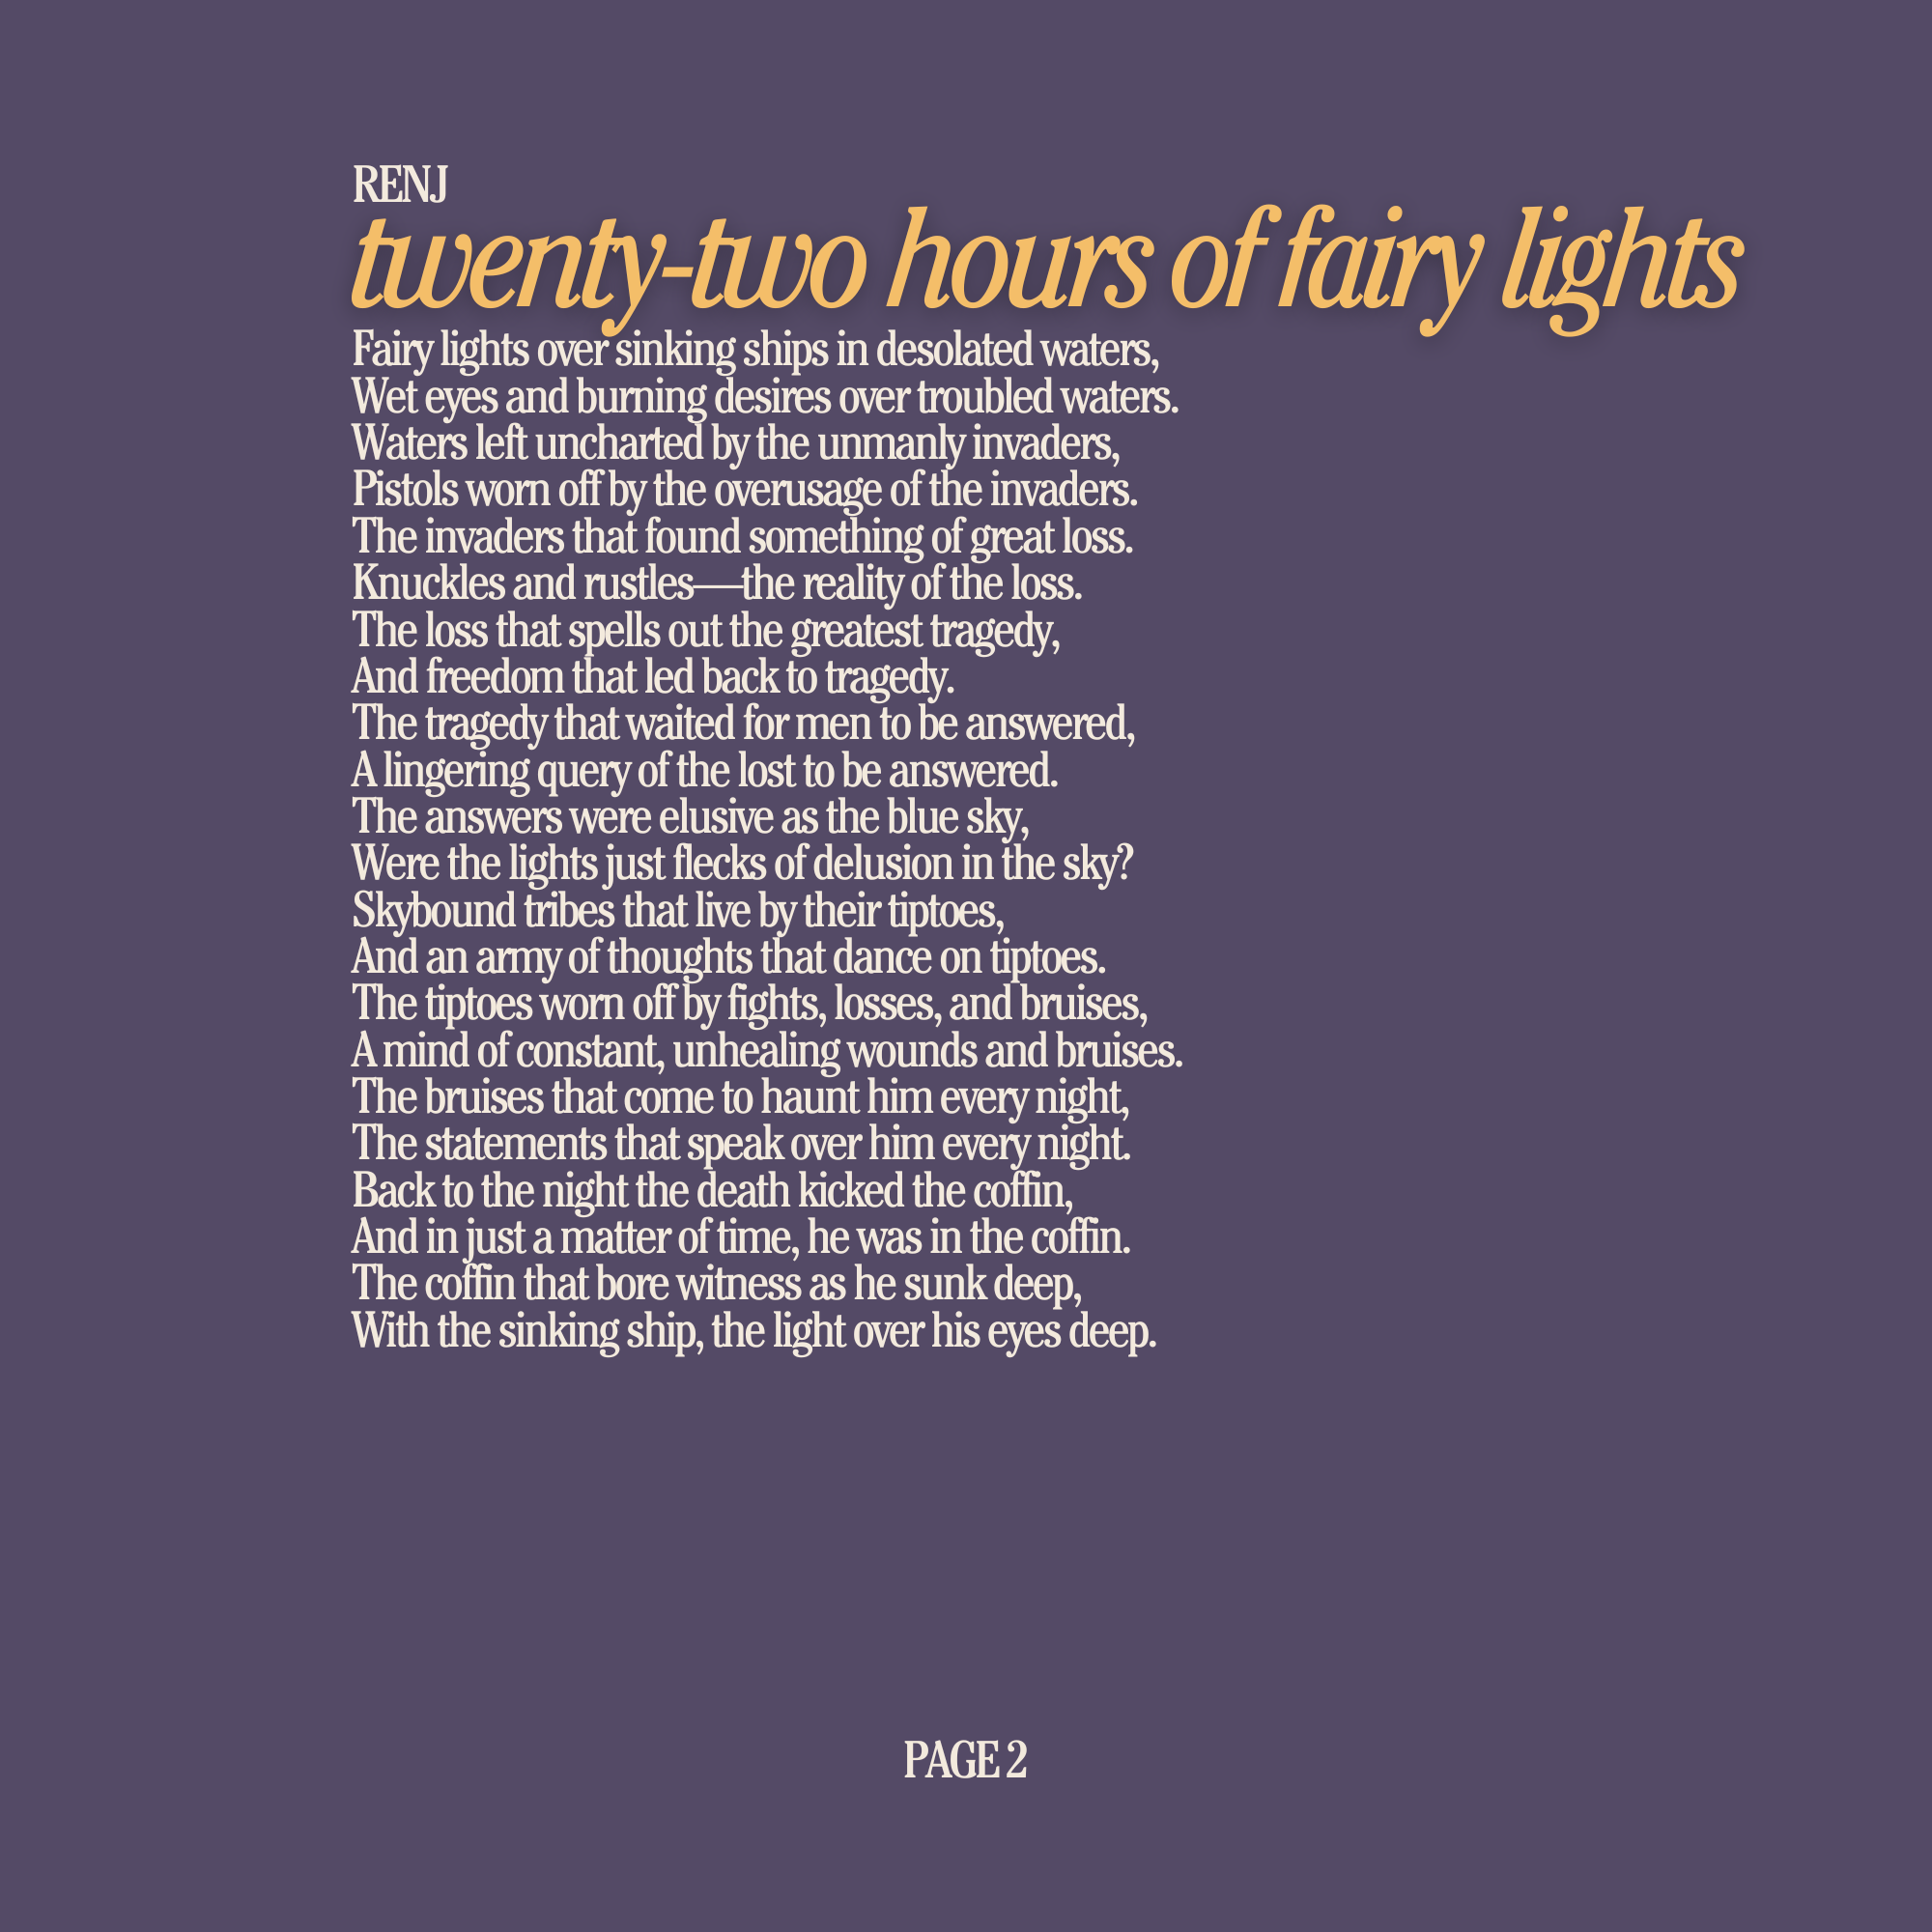 RENJ
twenty-two hours of fairy lights
Fairy lights over sinking ships in desolated waters,
Wet eyes and burning desires over troubled waters.
Waters left uncharted by the unmanly invaders,
Pistols worn off by the overusage of the invaders.
The invaders that found something of great loss.
Knuckles and rustles—the reality of the loss.
The loss that spells out the greatest tragedy,
And freedom that led back to tragedy.
The tragedy that waited for men to be answered,
A lingering query of the lost to be answered.
The answers were elusive as the blue sky,
Were the lights just flecks of delusion in the sky?
Skybound tribes that live by their tiptoes,
And an army of thoughts that dance on tiptoes.
The tiptoes worn off by fights, losses, and bruises,
A mind of constant, unhealing wounds and bruises.
The bruises that come to haunt him every night,
The statements that speak over him every night.
Back to the night the death kicked the coffin,
And in just a matter of time, he was in the coffin.
The coffin that bore witness as he sunk deep,
With the sinking ship, the light over his eyes deep.
PAGE 2